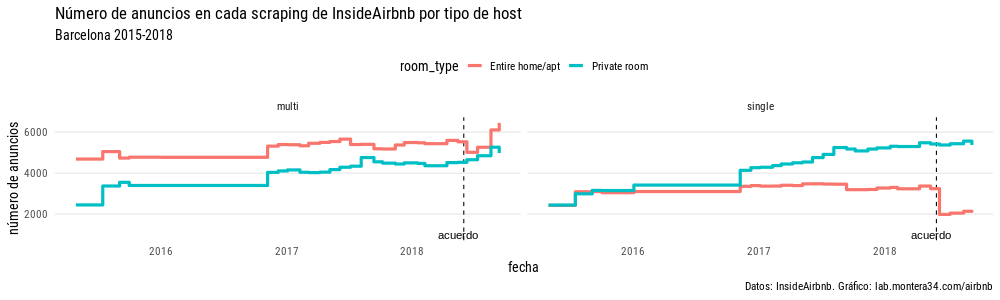 Número de anuncios en cada scraping de InsideAirbnb por tipo de host
Barcelona 2015-2018
room_type Entire home/apt Private room
multi single
número de anuncios
6000
4000
2000
acuerdo acuerdo
2016 2017 2018 2016 2017 2018
fecha
Datos: InsideAirbnb. Gráfico: lab.montera34.com/airbnb